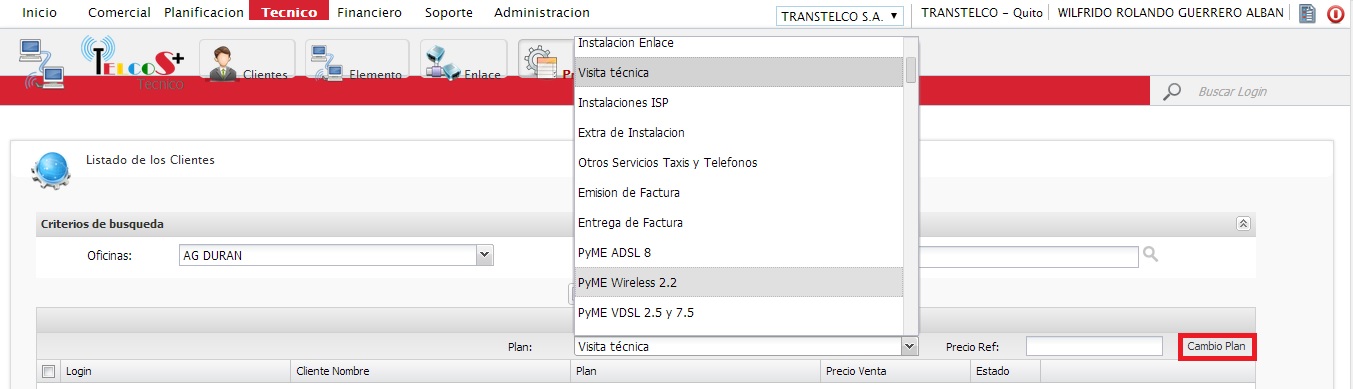 Inicio Comercial Planificacion Tecnico Financiero Soporte Administracion TRANSTELCO S.A. TRANSTELCO - Quito WILFRIDO ROLANDO GUERRERO ALBAN
TELCOS+
Tecnico
Clientes Elemento Enlace
Buscar Login
Instalacion Enlace
Visita técnica
Instalaciones ISP
Extra de Instalacion
Otros Servicios Taxis y Telefonos
Emision de Factura
Entrega de Factura
PyME ADSL 8
PyME Wireless 2.2
PyME VDSL 2.5 y 7.5
Listado de los Clientes
Criterios de busqueda
Oficinas: AG DURAN
Plan: Visita técnica Precio Ref: Cambio Plan
Login Cliente Nombre Plan Precio Venta Estado